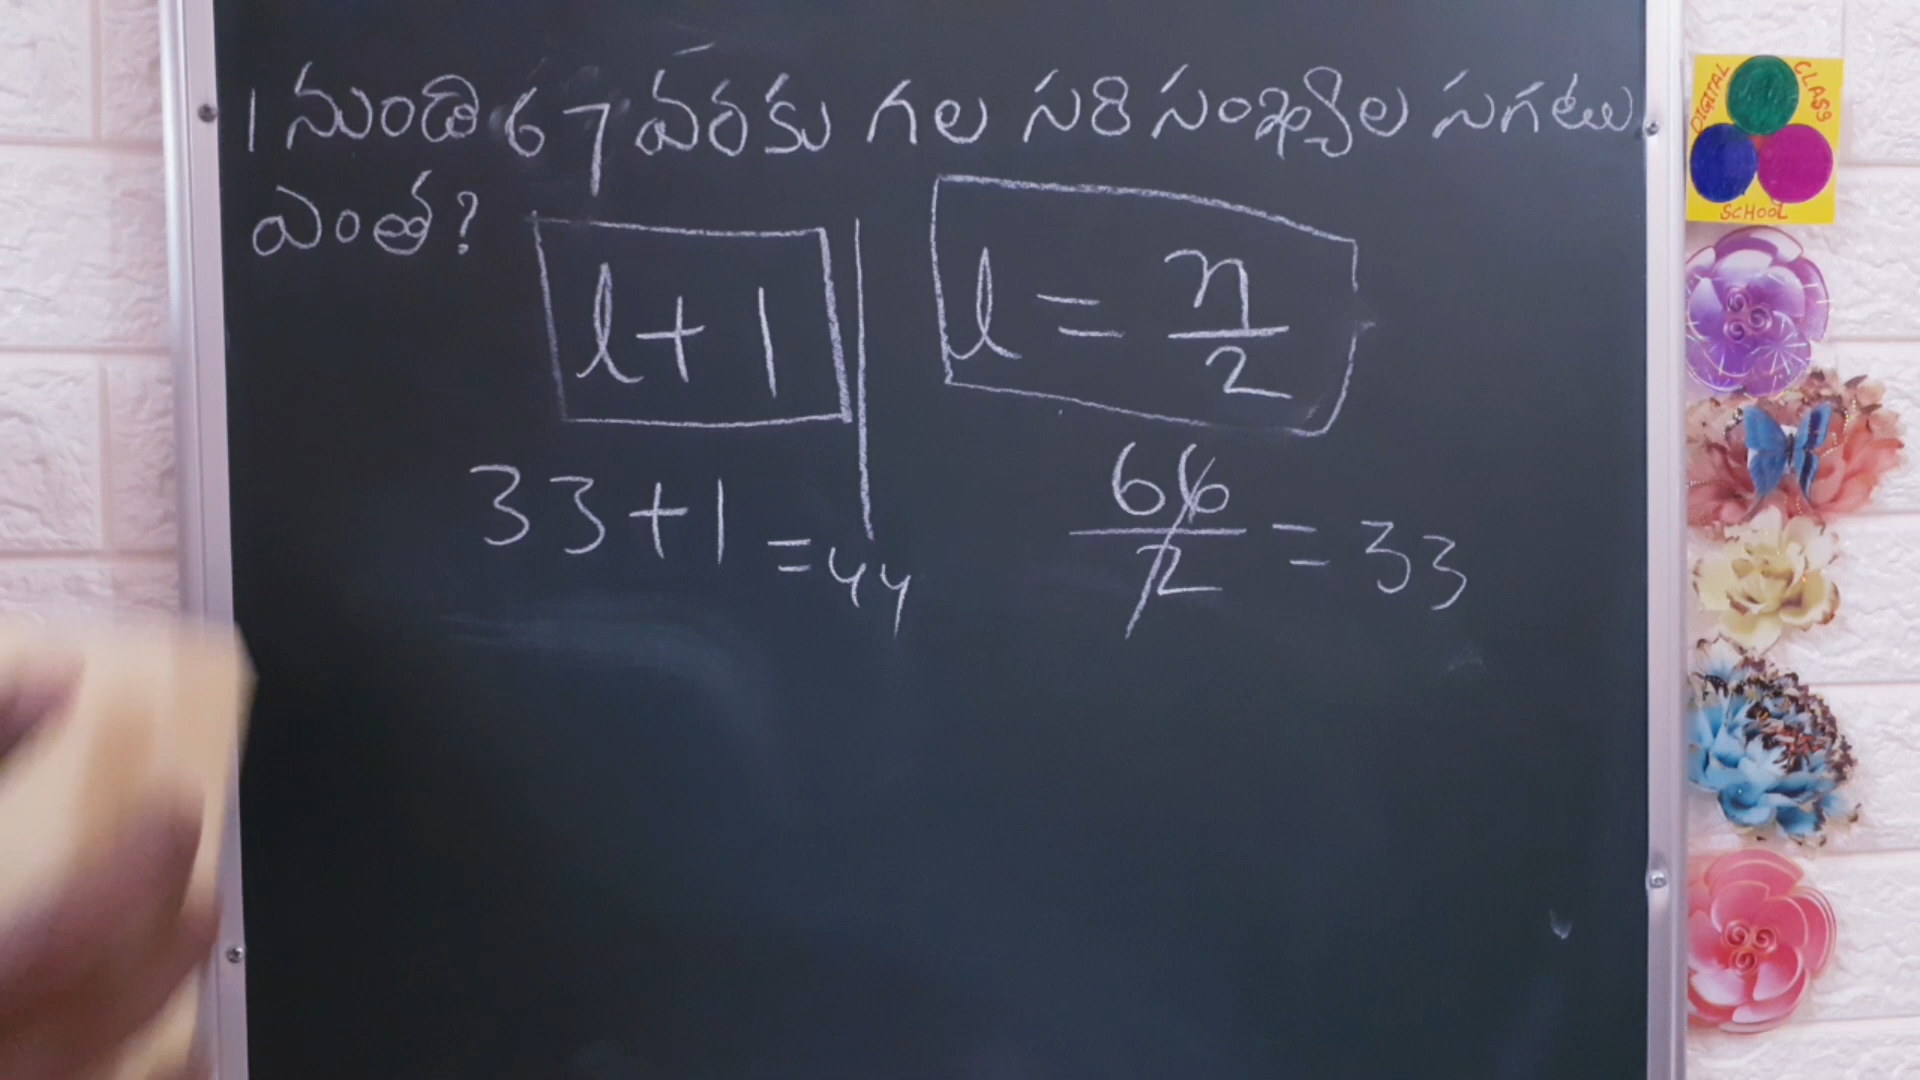 1 నుండి 67 వరకు గల సరి సంఖ్యల సగటు
ఎంత?
l + 1
l = n/2
33 + 1 = 44
66/2 = 33
DIGITAL CLASS
SCHOOL